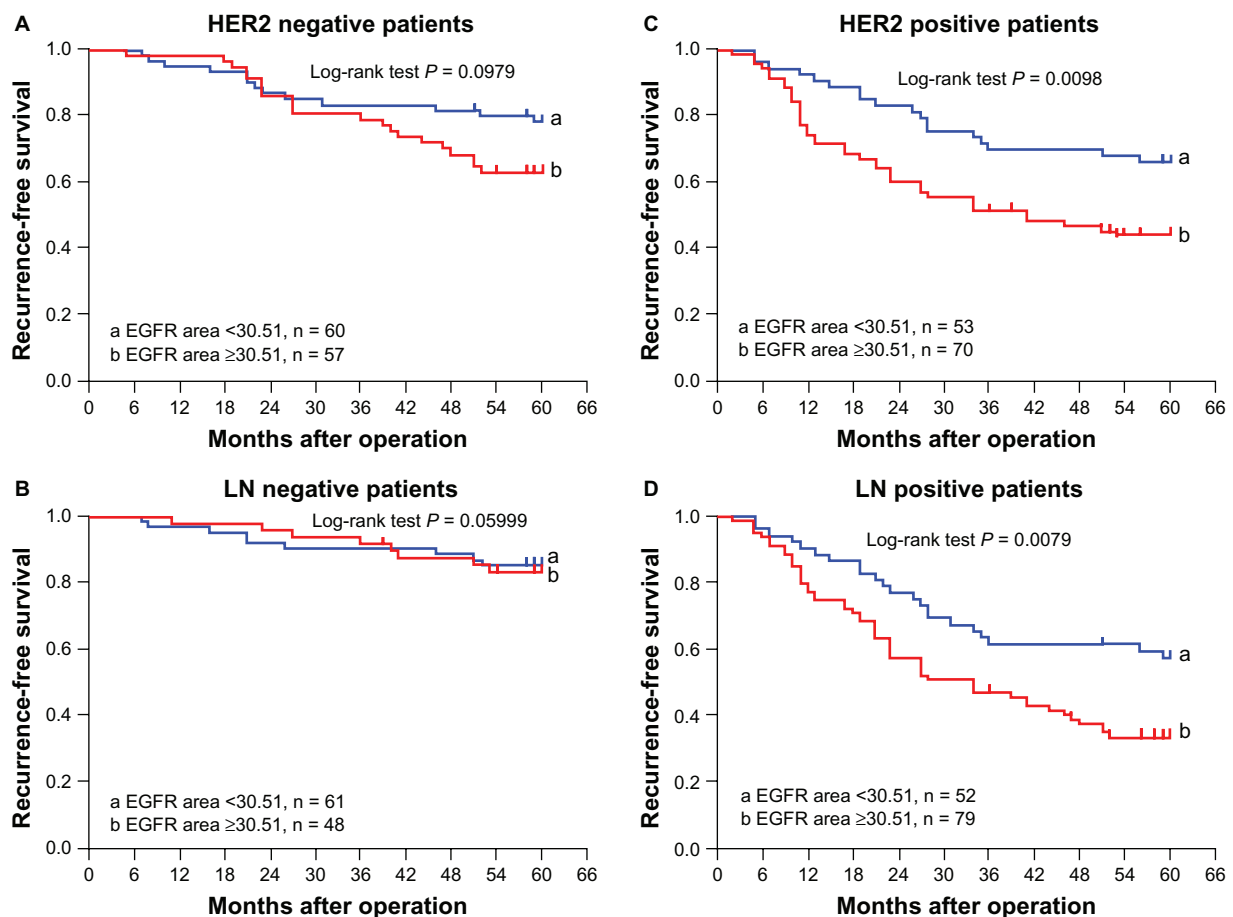 A
HER2 negative patients
Log-rank test P = 0.0979
Recurrence-free survival
1.0
0.8
0.6
0.4
0.2
0.0
a
b
a EGFR area <30.51, n = 60
b EGFR area ≥30.51, n = 57
0 6 12 18 24 30 36 42 48 54 60 66
Months after operation
C
HER2 positive patients
Log-rank test P = 0.0098
Recurrence-free survival
1.0
0.8
0.6
0.4
0.2
0.0
a
b
a EGFR area <30.51, n = 53
b EGFR area ≥30.51, n = 70
0 6 12 18 24 30 36 42 48 54 60 66
Months after operation
B
LN negative patients
Log-rank test P = 0.05999
Recurrence-free survival
1.0
0.8
0.6
0.4
0.2
0.0
a
b
a EGFR area <30.51, n = 61
b EGFR area ≥30.51, n = 48
0 6 12 18 24 30 36 42 48 54 60 66
Months after operation
D
LN positive patients
Log-rank test P = 0.0079
Recurrence-free survival
1.0
0.8
0.6
0.4
0.2
0.0
a
b
a EGFR area <30.51, n = 52
b EGFR area ≥30.51, n = 79
0 6 12 18 24 30 36 42 48 54 60 66
Months after operation